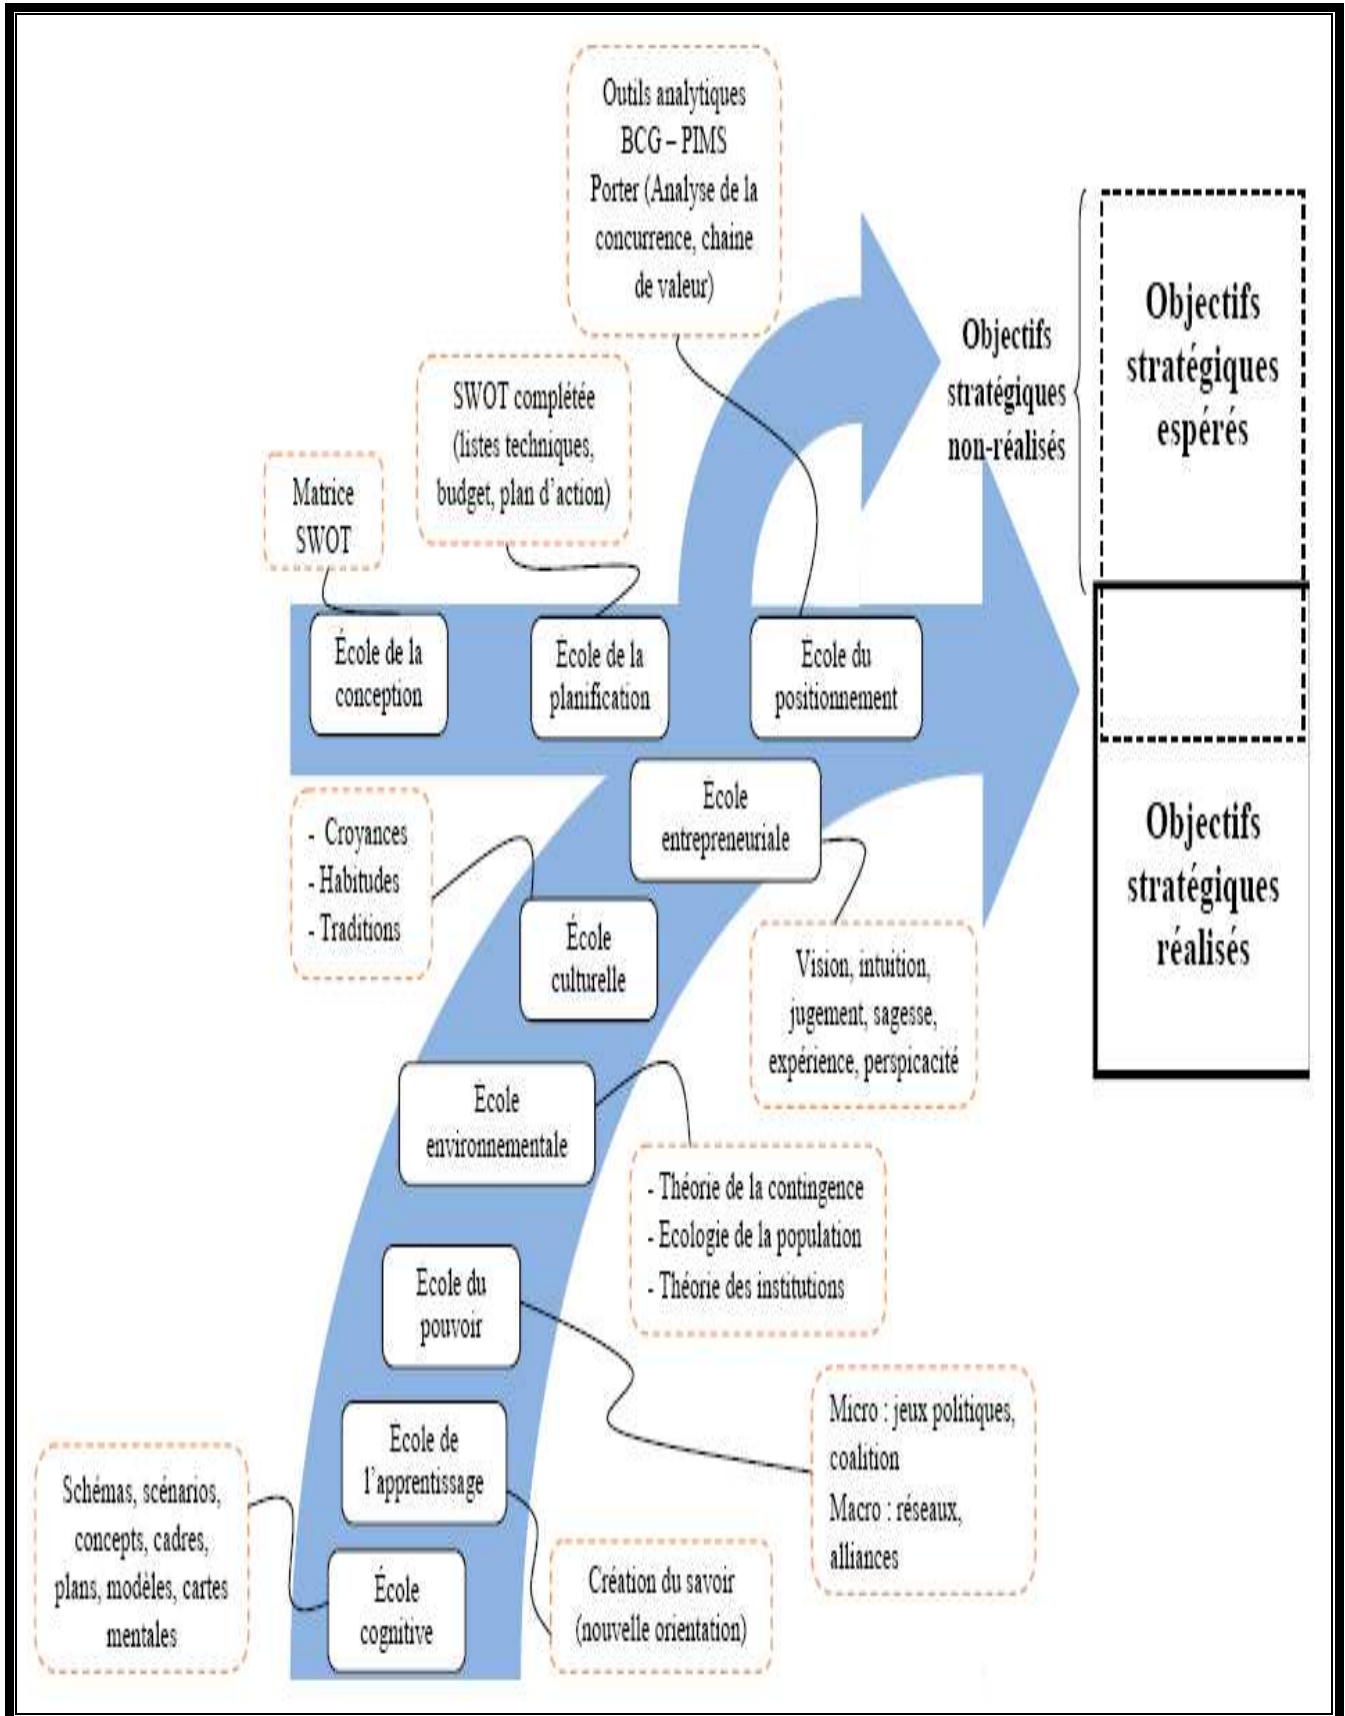 Outils analytiques
BCG – PIMS
Porter (Analyse de la
concurrence, chaine
de valeur)
Objectifs
stratégiques
espérés
Objectifs
stratégiques
non-réalisés
SWOT complétée
(listes techniques,
budget, plan d’action)
Matrice
SWOT
École de la
conception
École de la
planification
École du
positionnement
École
entrepreneuriale
- Croyances
- Habitudes
- Traditions
Objectifs
stratégiques
réalisés
École
culturelle
Vision, intuition,
jugement, sagesse,
expérience, perspicacité
École
environnementale
- Théorie de la contingence
- Ecologie de la population
- Théorie des institutions
Ecole du
pouvoir
Micro : jeux politiques,
coalition
Macro : réseaux,
alliances
Ecole de
l’apprentissage
Schémas, scénarios,
concepts, cadres,
plans, modèles, cartes
mentales
École
cognitive
Création du savoir
(nouvelle orientation)